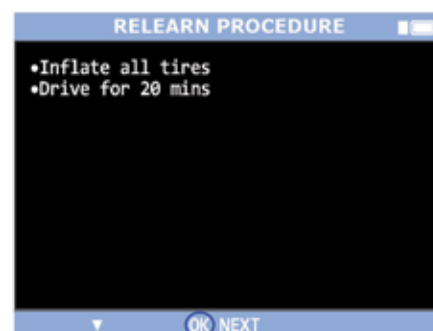 RELEARN PROCEDURE
•Inflate all tires
•Drive for 20 mins
▼ OK NEXT